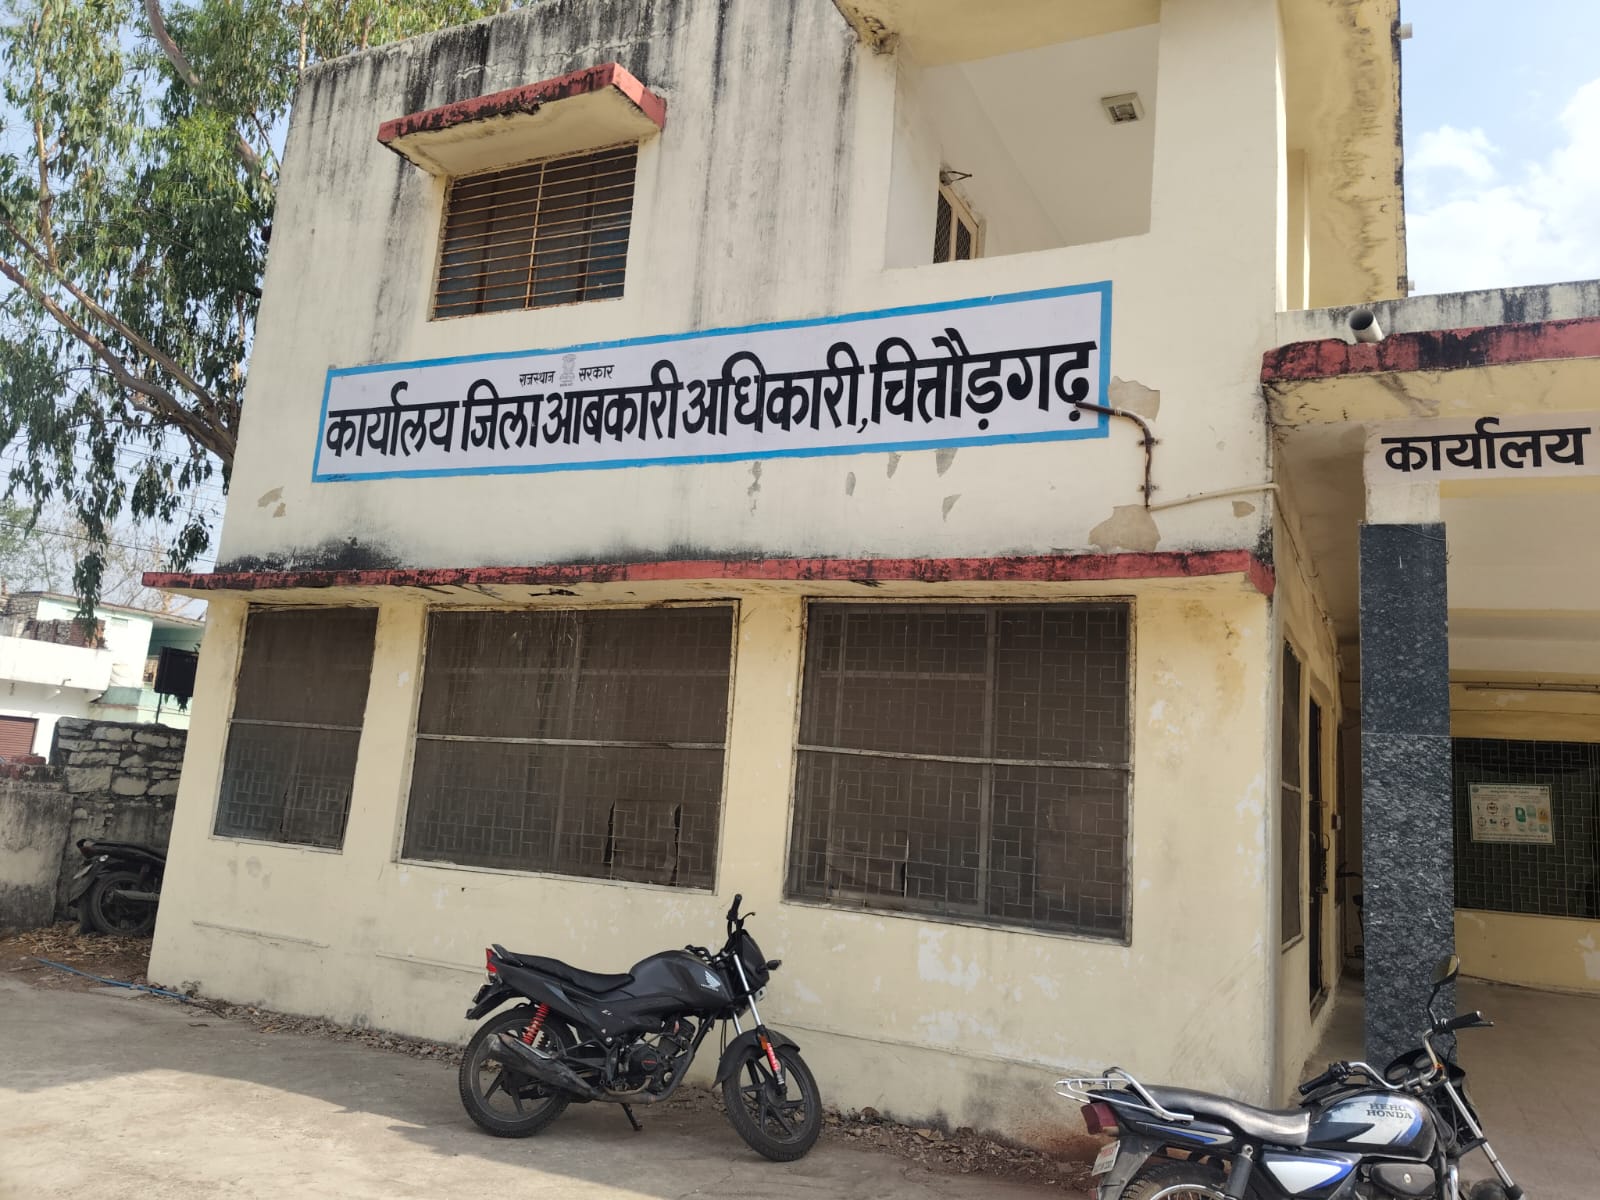 राजस्थान सरकार
कार्यालय जिला आबकारी अधिकारी, चित्तौड़गढ़
कार्यालय
HERO
HONDA